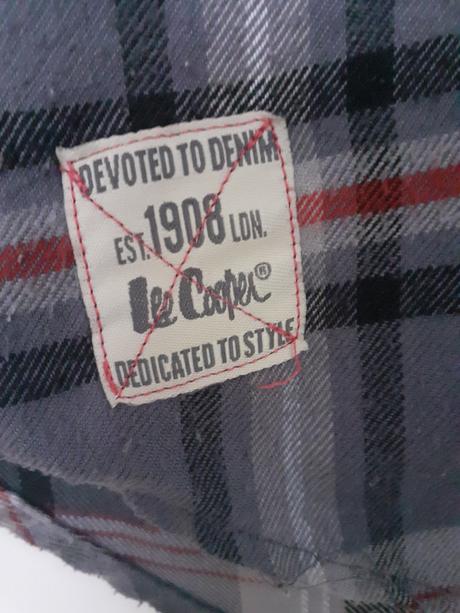 DEVOTED TO DENIM
EST. 1908 LDN.
Lee Cooper®
DEDICATED TO STYLE